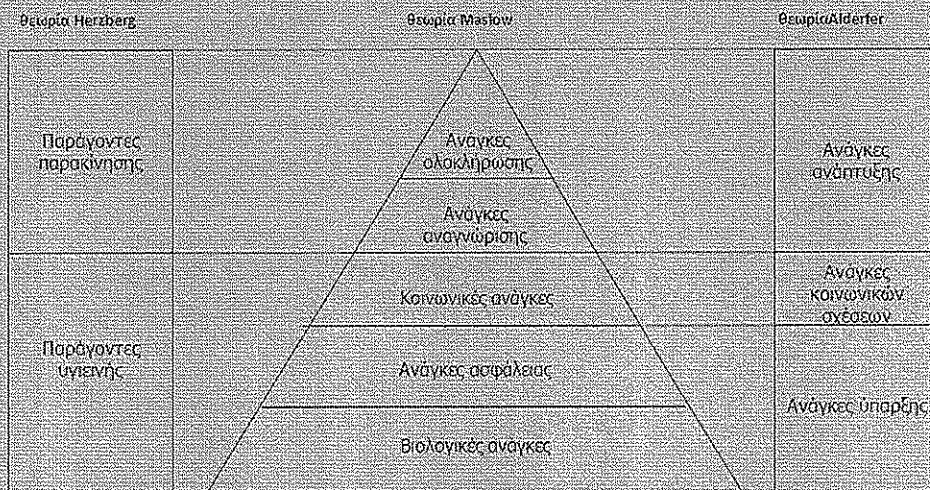 θεωρία Herzberg
θεωρία Maslow
θεωρίαAlderfer
Παράγοντες
παρακίνησης
Ανάγκες
ολοκλήρωσης
Ανάγκες
ανάπτυξης
Ανάγκες
αναγνώρισης
Κοινωνικές ανάγκες
Ανάγκες
κοινωνικών
σχέσεων
Παράγοντες
υγιεινής
Ανάγκες ασφάλειας
Ανάγκες ύπαρξης
Βιολογικές αναγκες